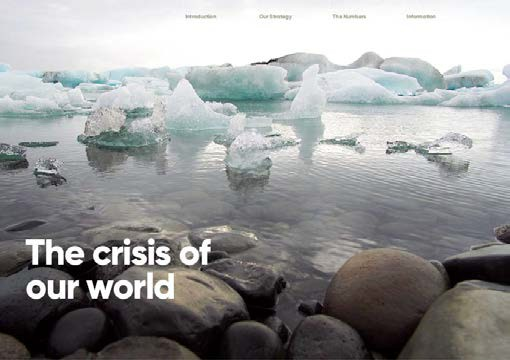 Introduction
Our Strategy
The Numbers
Information
The crisis of
our world